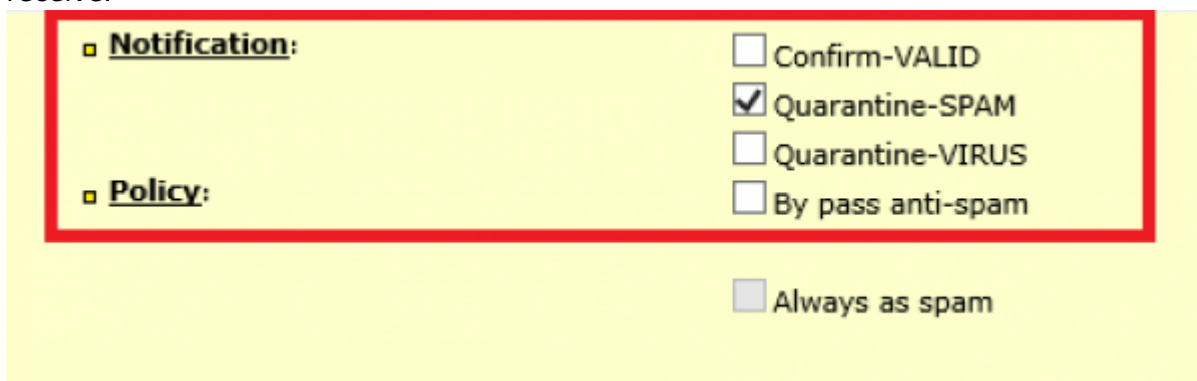 Notification: Confirm-VALID
Quarantine-SPAM
Quarantine-VIRUS
Policy: By pass anti-spam
Always as spam